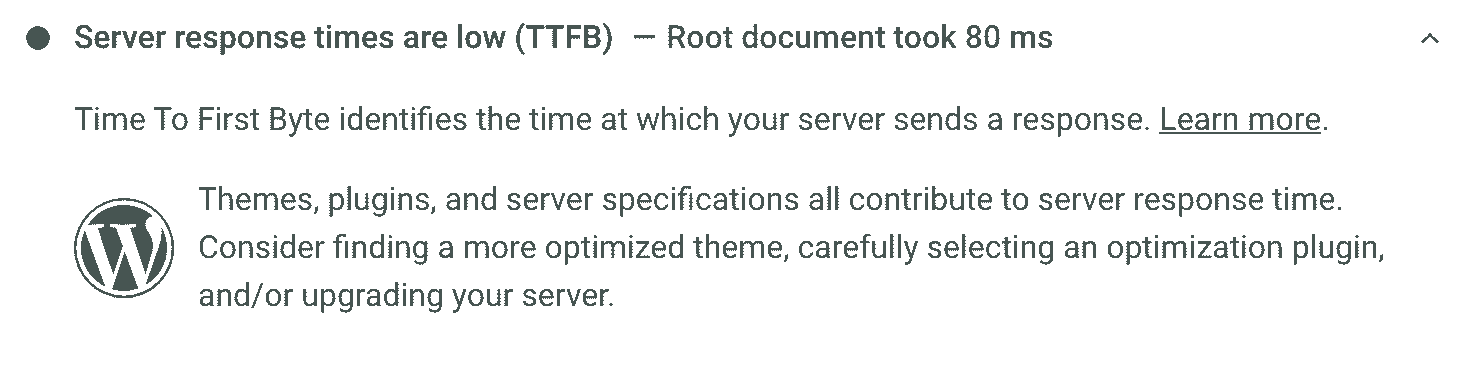 Server response times are low (TTFB) — Root document took 80 ms
Time To First Byte identifies the time at which your server sends a response. Learn more.
Themes, plugins, and server specifications all contribute to server response time.
Consider finding a more optimized theme, carefully selecting an optimization plugin,
and/or upgrading your server.